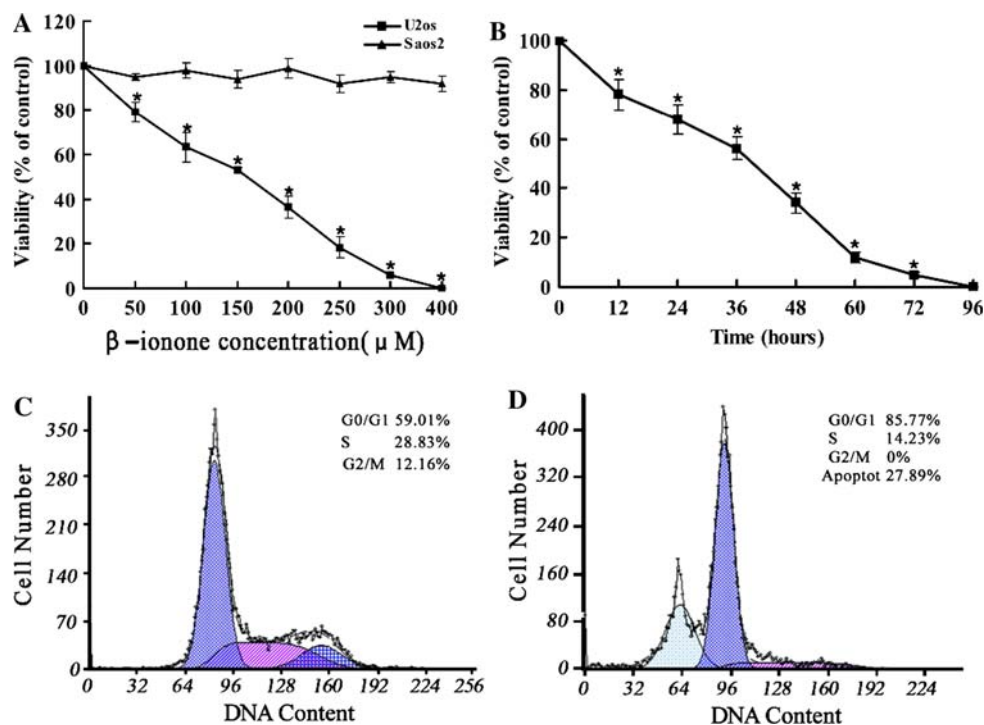 A
120
100
80
60
40
20
0
Viability (% of control)
U2os
Saos2
0 50 100 150 200 250 300 400
β-ionone concentration( μ M)
B
100
80
60
40
20
0
Viability (% of control)
0 12 24 36 48 60 72 96
Time (hours)
C
350
280
210
140
70
0
Cell Number
G0/G1 59.01%
S 28.83%
G2/M 12.16%
0 32 64 96 128 160 192 224 256
DNA Content
D
400
320
240
160
80
0
Cell Number
G0/G1 85.77%
S 14.23%
G2/M 0%
Apoptot 27.89%
0 32 64 96 128 160 192 224
DNA Content